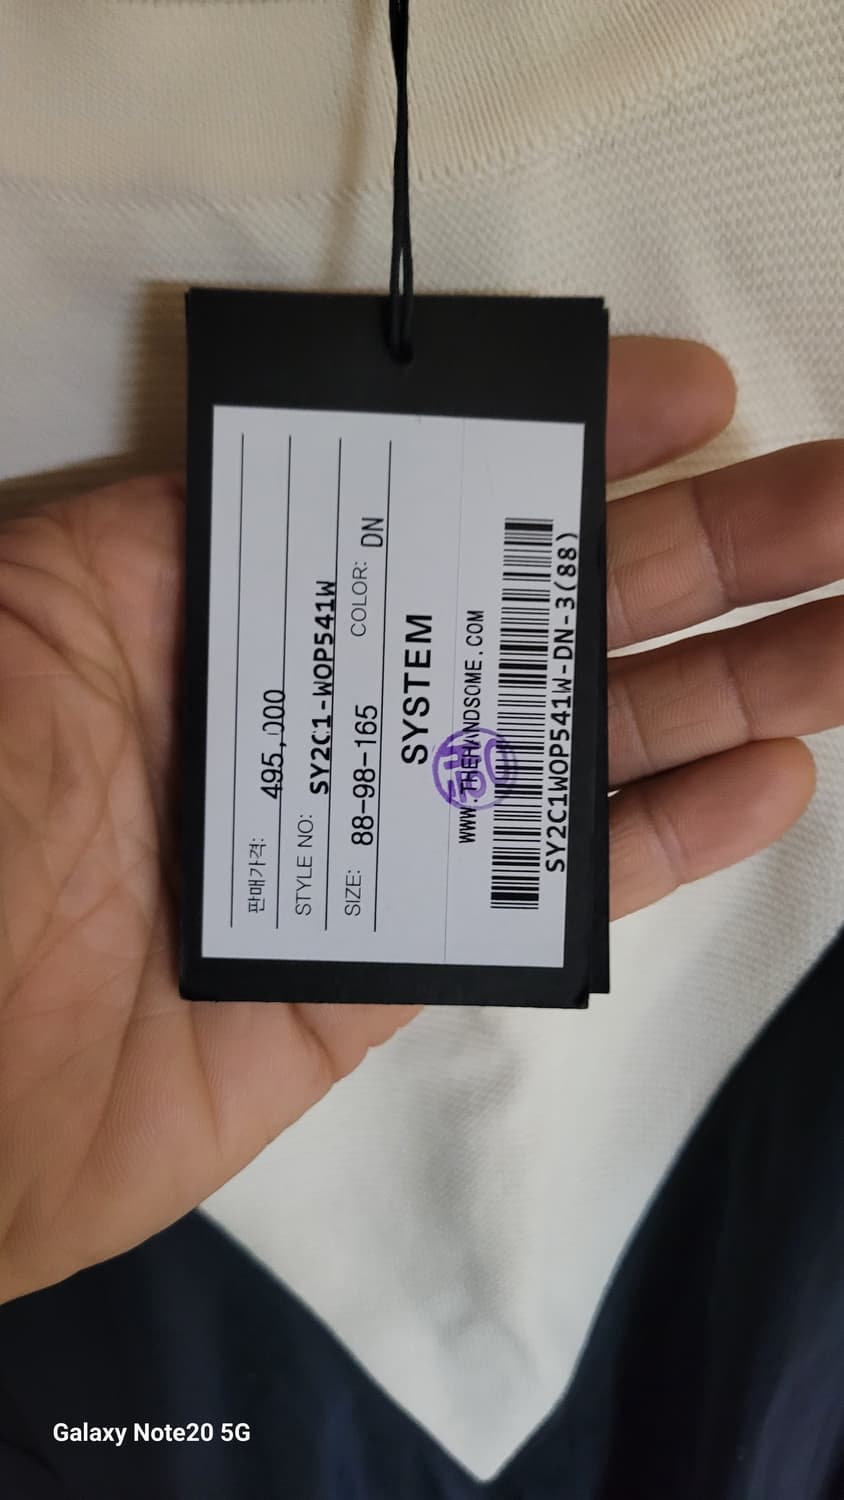 판매가격: 495,000
STYLE NO: SY2C1-WOP541W
SIZE: 88-98-165 COLOR: DN
SYSTEM
WWW.THEHANDSOME.COM
SY2C1WOP541W-DN-3(88)
Galaxy Note20 5G